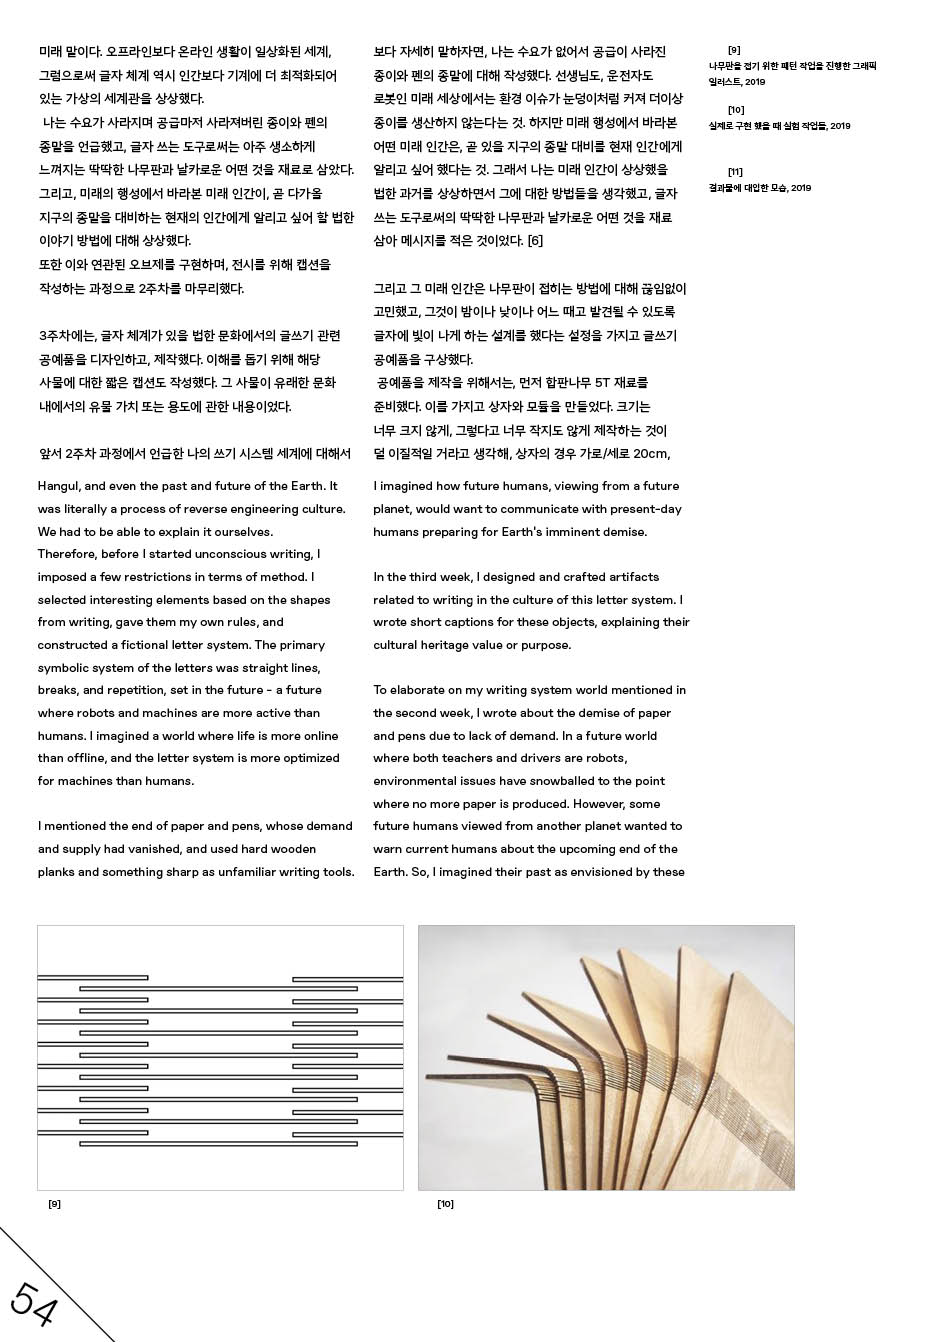 미래 말이다. 오프라인보다 온라인 생활이 일상화된 세계,
그럼으로써 글자 체계 역시 인간보다 기계에 더 최적화되어
있는 가상의 세계관을 상상했다.
나는 수요가 사라지며 공급마저 사라져버린 종이와 펜의
종말을 언급했고, 글자 쓰는 도구로써는 아주 생소하게
느껴지는 딱딱한 나무판과 날카로운 어떤 것을 재료로 삼았다.
그리고, 미래의 행성에서 바라본 미래 인간이, 곧 다가올
지구의 종말을 대비하는 현재의 인간에게 알리고 싶어 할 법한
이야기 방법에 대해 상상했다.
또한 이와 연관된 오브제를 구현하며, 전시를 위해 캡션을
작성하는 과정으로 2주차를 마무리했다.
3주차에는, 글자 체계가 있을 법한 문화에서의 글쓰기 관련
공예품을 디자인하고, 제작했다. 이해를 돕기 위해 해당
사물에 대한 짧은 캡션도 작성했다. 그 사물이 유래한 문화
내에서의 유물 가치 또는 용도에 관한 내용이었다.
앞서 2주차 과정에서 언급한 나의 쓰기 시스템 세계에 대해서
보다 자세히 말하자면, 나는 수요가 없어서 공급이 사라진
종이와 펜의 종말에 대해 작성했다. 선생님도, 운전자도
로봇인 미래 세상에서는 환경 이슈가 눈덩이처럼 커져 더이상
종이를 생산하지 않는다는 것. 하지만 미래 행성에서 바라본
어떤 미래 인간은, 곧 있을 지구의 종말 대비를 현재 인간에게
알리고 싶어 했다는 것. 그래서 나는 미래 인간이 상상했을
법한 과거를 상상하면서 그에 대한 방법들을 생각했고, 글자
쓰는 도구로써의 딱딱한 나무판과 날카로운 어떤 것을 재료
삼아 메시지를 적은 것이었다. [6]
그리고 그 미래 인간은 나무판이 접히는 방법에 대해 끊임없이
고민했고, 그것이 밤이나 낮이나 어느 때고 발견될 수 있도록
글자에 빛이 나게 하는 설계를 했다는 설정을 가지고 글쓰기
공예품을 구상했다.
공예품을 제작을 위해서는, 먼저 합판나무 5T 재료를
준비했다. 이를 가지고 상자와 모듈을 만들었다. 크기는
너무 크지 않게, 그렇다고 너무 작지도 않게 제작하는 것이
덜 이질적일 거라고 생각해, 상자의 경우 가로/세로 20cm,
[9]
나무판을 접기 위한 패턴 작업을 진행한 그래픽
일러스트, 2019
[10]
실제로 구현 했을 때 실험 작업들, 2019
[11]
결과물에 대입한 모습, 2019
Hangul, and even the past and future of the Earth. It
was literally a process of reverse engineering culture.
We had to be able to explain it ourselves.
Therefore, before I started unconscious writing, I
imposed a few restrictions in terms of method. I
selected interesting elements based on the shapes
from writing, gave them my own rules, and
constructed a fictional letter system. The primary
symbolic system of the letters was straight lines,
breaks, and repetition, set in the future - a future
where robots and machines are more active than
humans. I imagined a world where life is more online
than offline, and the letter system is more optimized
for machines than humans.
I mentioned the end of paper and pens, whose demand
and supply had vanished, and used hard wooden
planks and something sharp as unfamiliar writing tools.
I imagined how future humans, viewing from a future
planet, would want to communicate with present-day
humans preparing for Earth's imminent demise.
In the third week, I designed and crafted artifacts
related to writing in the culture of this letter system. I
wrote short captions for these objects, explaining their
cultural heritage value or purpose.
To elaborate on my writing system world mentioned in
the second week, I wrote about the demise of paper
and pens due to lack of demand. In a future world
where both teachers and drivers are robots,
environmental issues have snowballed to the point
where no more paper is produced. However, some
future humans viewed from another planet wanted to
warn current humans about the upcoming end of the
Earth. So, I imagined their past as envisioned by these
[9]
[10]
54